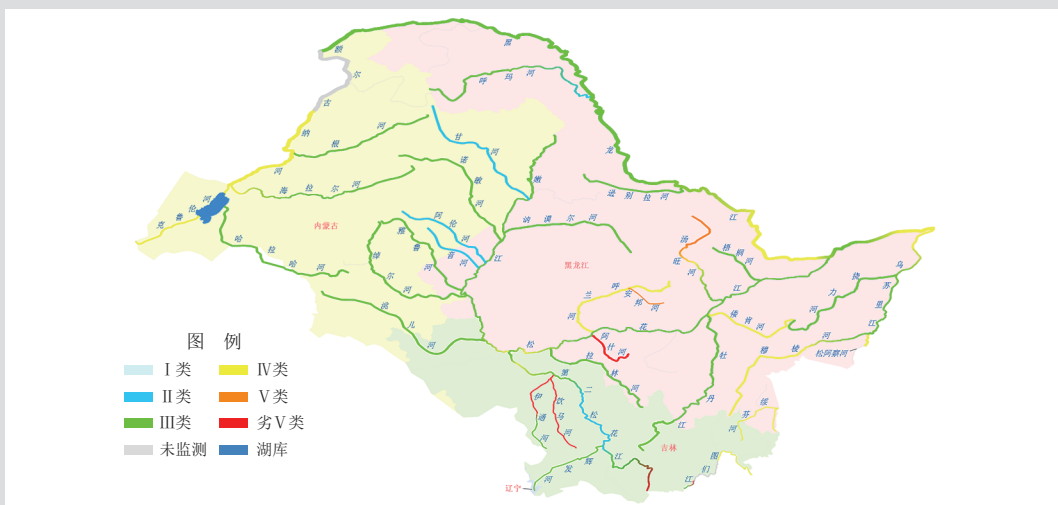 额尔古纳河
黑龙江
呼玛河
根河
甘河
诺敏河
嫩江
逊别拉河
海拉尔河
克鲁伦河
阿伦河
音河
雅鲁河
绰尔河
讷谟尔河
哈拉哈河
内蒙古
黑龙江
汤旺河
梧桐河
呼兰河
安邦河
挠力河
乌苏里江
倭肯河
穆棱河
松阿察河
洮儿河
松花江
阿什河
拉林河
牡丹江
绥芬河
第二松花江
饮马河
伊通河
辉发河
吉林
图们江
辽宁
图 例
Ⅰ类
Ⅱ类
Ⅲ类
未监测
Ⅳ类
Ⅴ类
劣Ⅴ类
湖库